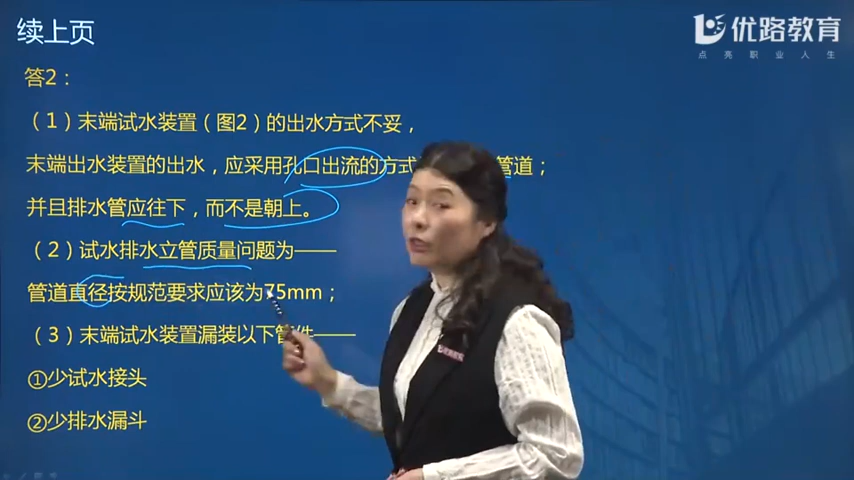 续上页
优路教育
点亮职业人生
答2：
（1）末端试水装置（图2）的出水方式不妥，
末端出水装置的出水，应采用孔口出流的方式 管道；
并且排水管应往下，而不是朝上。
（2）试水排水立管质量问题为——
管道直径按规范要求应该为75mm；
（3）末端试水装置漏装以下管件——
①少试水接头
②少排水漏斗